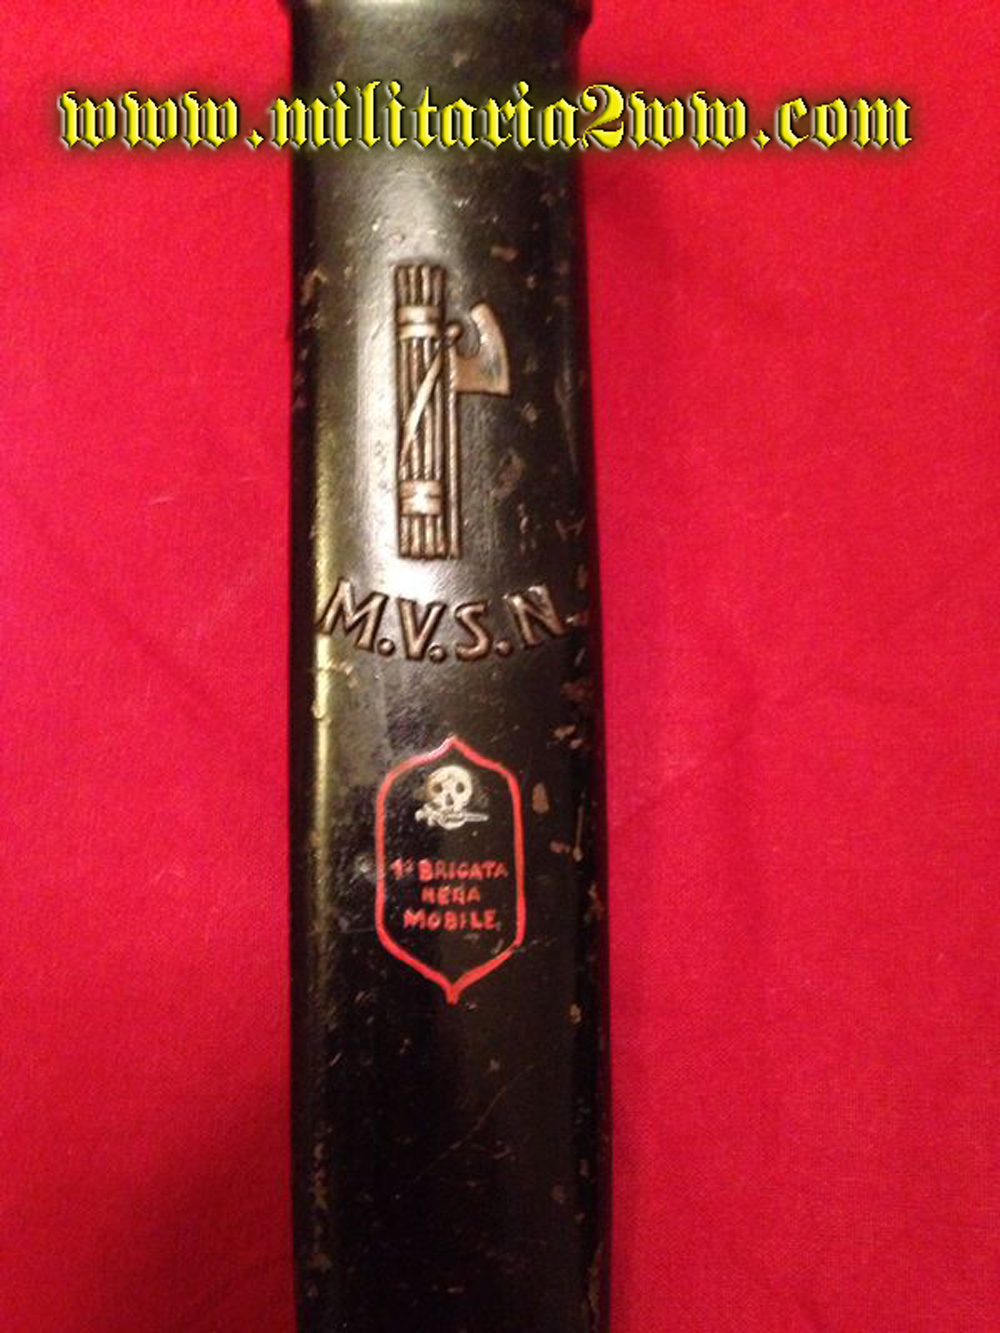 www.militaria2ww.com
M.V.S.N.
1ª BRIGATA
NERA
MOBILE